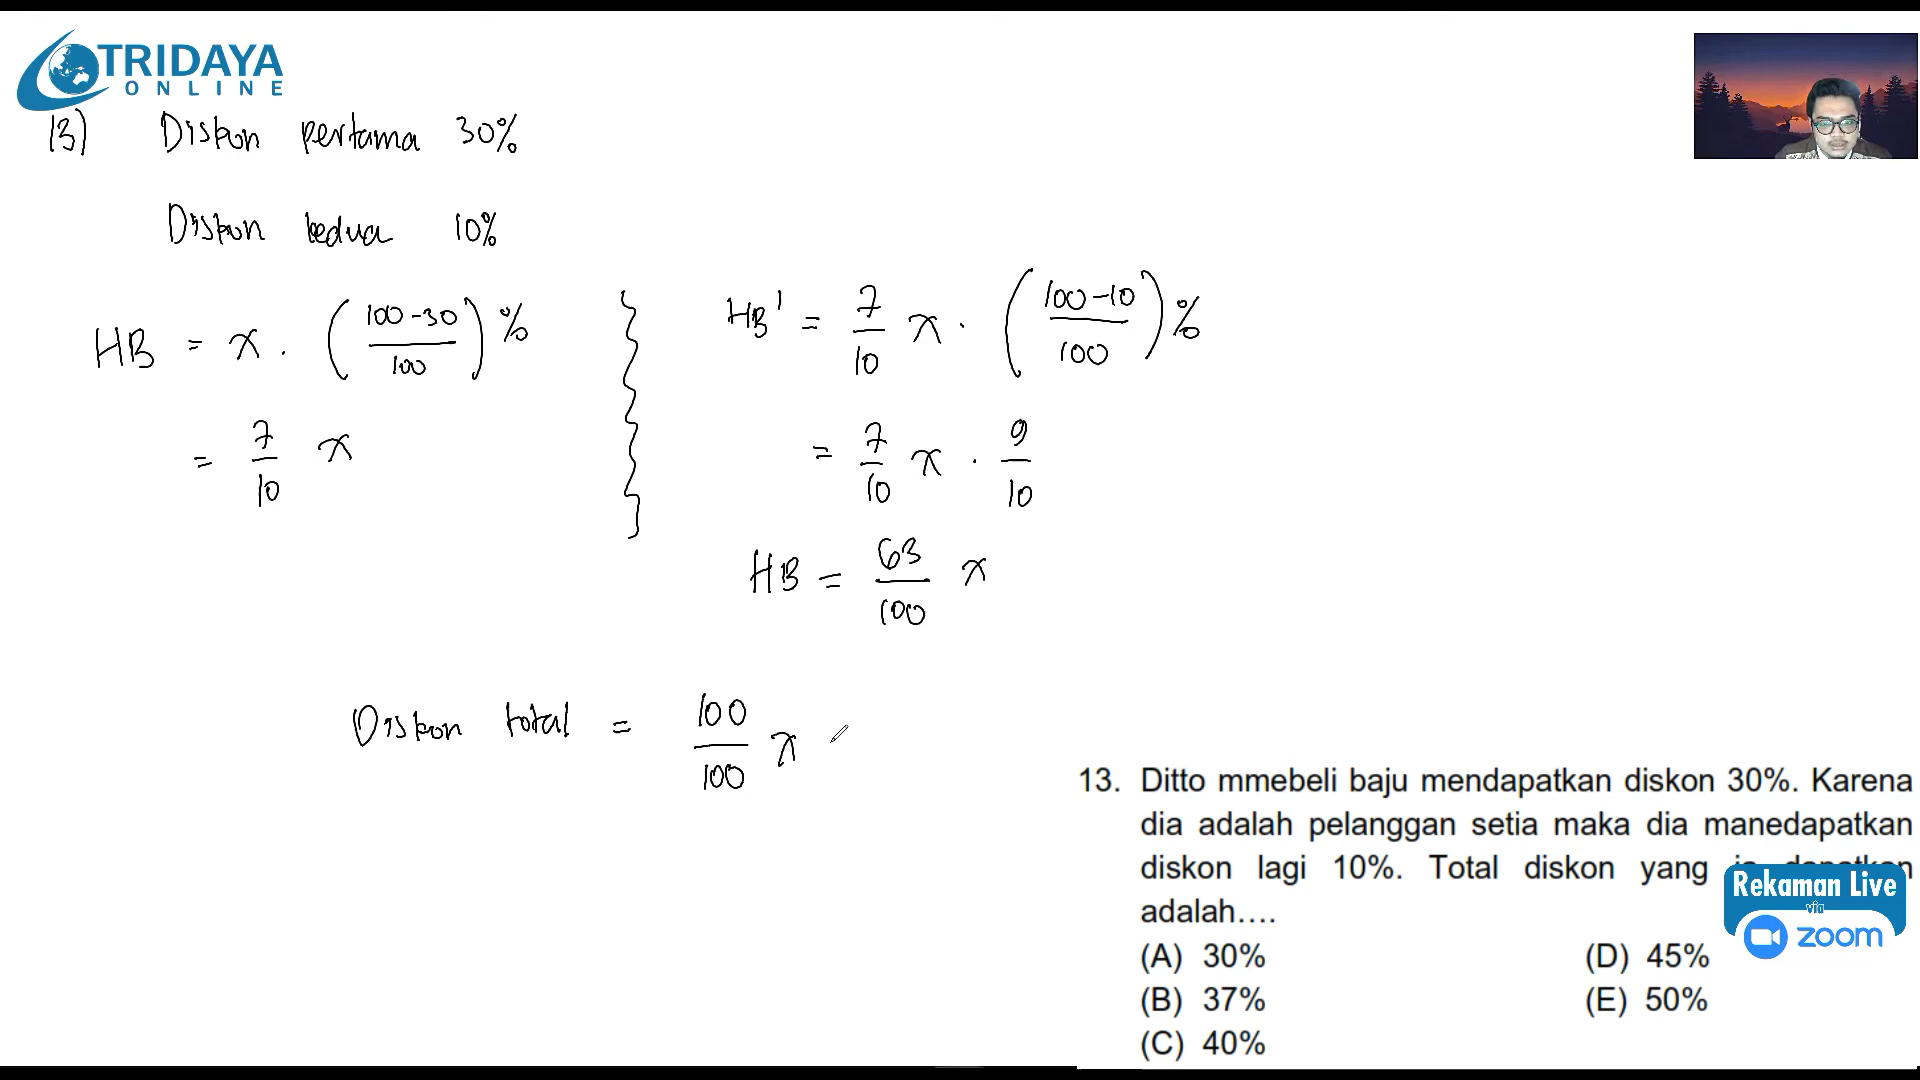 TRIDAYA
ONLINE
13) Diskon pertama 30%
Diskon kedua 10%
HB = x . (100-30/100) %
= 7/10 x
HB' = 7/10 x . (100-10/100) %
= 7/10 x . 9/10
HB = 63/100 x
Diskon total = 100/100 x
13. Ditto mmebeli baju mendapatkan diskon 30%. Karena
dia adalah pelanggan setia maka dia manedapatkan
diskon lagi 10%. Total diskon yang
adalah....
(A) 30%
(B) 37%
(C) 40%
(D) 45%
(E) 50%
Rekaman Live
via
zoom